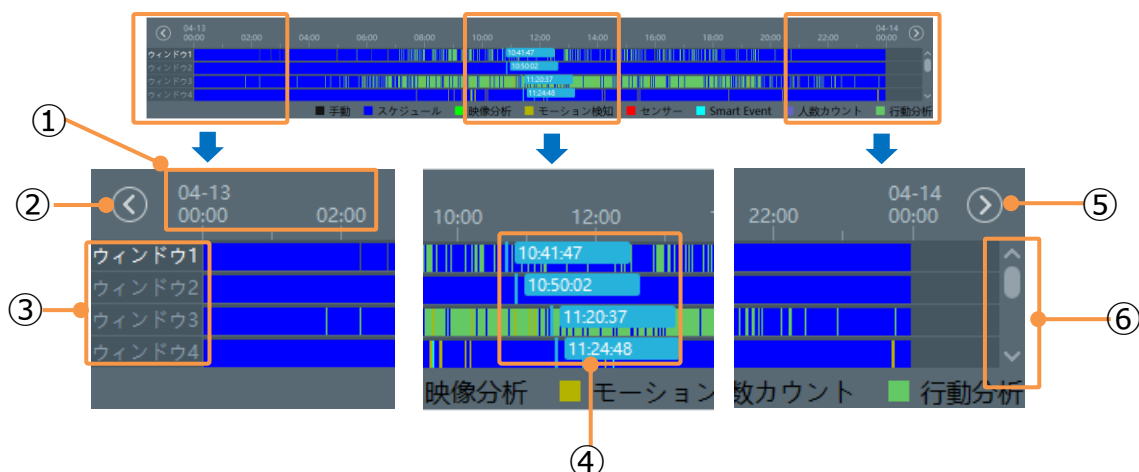 04-13 04-14
00:00 02:00 04:00 06:00 08:00 10:00 12:00 14:00 16:00 18:00 20:00 22:00 00:00
ウィンドウ1 10:41:47
ウィンドウ2 10:50:02
ウィンドウ3 11:20:37
ウィンドウ4 11:24:48
手動 スケジュール 映像分析 モーション検知 センサー Smart Event 人数カウント 行動分析
①
②
04-13
00:00 02:00
ウィンドウ1
ウィンドウ2
ウィンドウ3
ウィンドウ4
③
10:00 12:00
10:41:47
10:50:02
11:20:37
11:24:48
映像分析 モーション
④
04-14
22:00 00:00
数カウント 行動分析
⑤
⑥